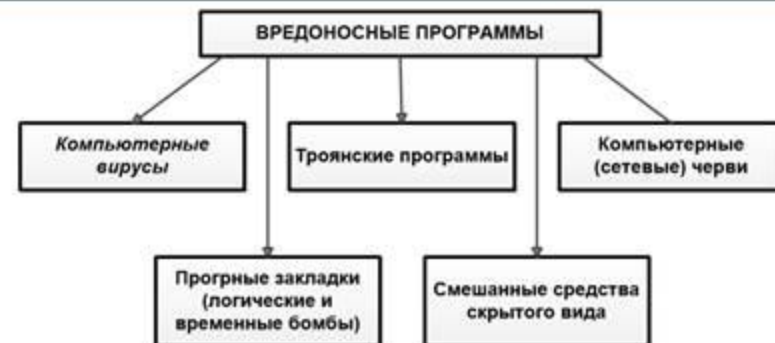 ВРЕДОНОСНЫЕ ПРОГРАММЫ
Компьютерные
вирусы
Троянские программы
Компьютерные
(сетевые) черви
Прогрные закладки
(логические и
временные бомбы)
Смешанные средства
скрытого вида